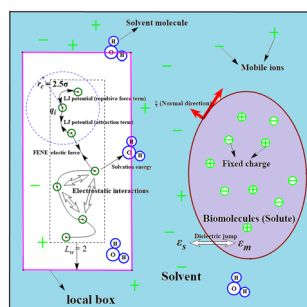 Solvent molecule
Mobile ions
H
H
O
r_c = 2.5σ
LJ potential (repulsive force term)
q_i
LJ potential (attraction term)
FENE elastic force
Solvation energy
H
O
H
Electrostatic interactions
L_w = 2
local box
ξ (Normal direction)
Fixed charge
Biomolecules (Solute)
Dielectric jump
ε_s
ε_m
Solvent
H
H
O
H
O
H